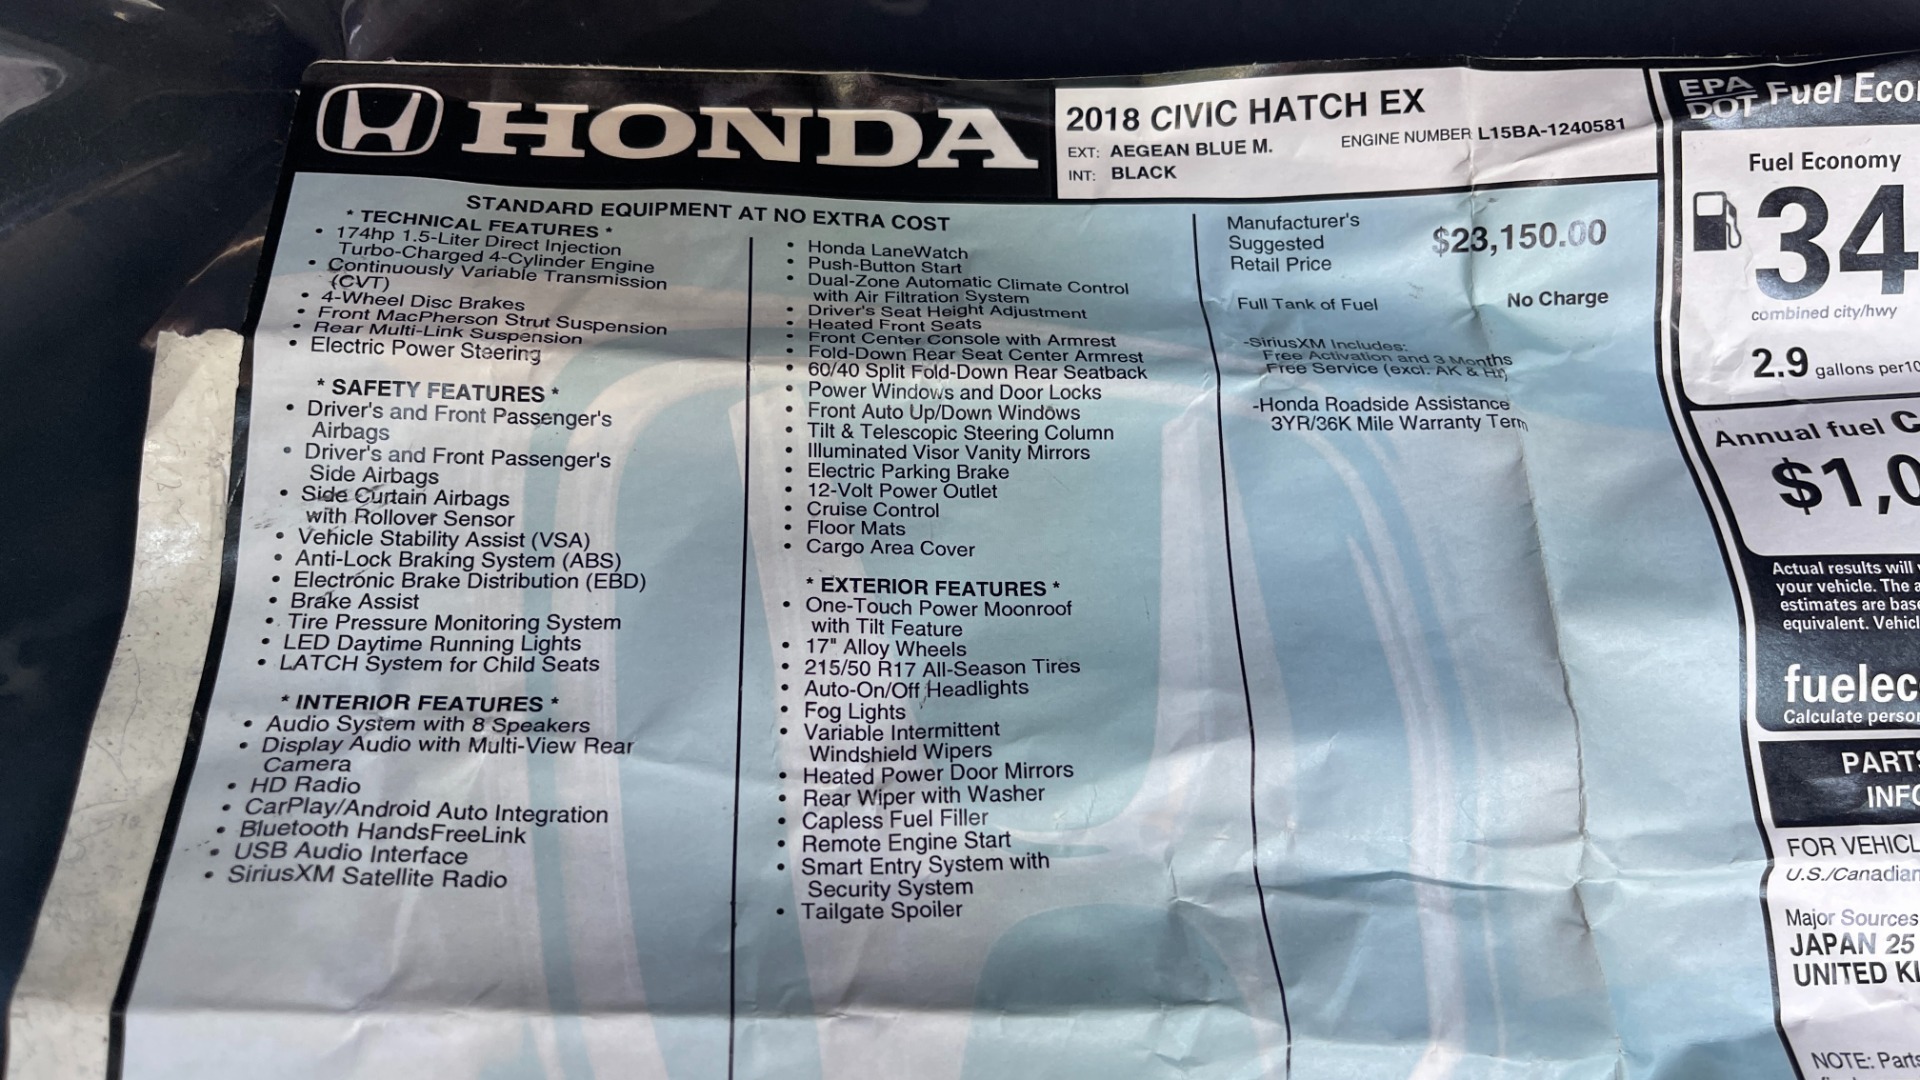 HONDA
2018 CIVIC HATCH EX
EXT: AEGEAN BLUE M. ENGINE NUMBER L15BA-1240581
INT: BLACK
STANDARD EQUIPMENT AT NO EXTRA COST
* TECHNICAL FEATURES *
• 174hp 1.5-Liter Direct Injection
Turbo-Charged 4-Cylinder Engine
• Continuously Variable Transmission
(CVT)
• 4-Wheel Disc Brakes
• Front MacPherson Strut Suspension
• Rear Multi-Link Suspension
• Electric Power Steering
* SAFETY FEATURES *
• Driver's and Front Passenger's
Airbags
• Driver's and Front Passenger's
Side Airbags
• Side Curtain Airbags
with Rollover Sensor
• Vehicle Stability Assist (VSA)
• Anti-Lock Braking System (ABS)
• Electronic Brake Distribution (EBD)
• Brake Assist
• Tire Pressure Monitoring System
• LED Daytime Running Lights
• LATCH System for Child Seats
* INTERIOR FEATURES *
• Audio System with 8 Speakers
• Display Audio with Multi-View Rear
Camera
• HD Radio
• CarPlay/Android Auto Integration
• Bluetooth HandsFreeLink
• USB Audio Interface
• SiriusXM Satellite Radio
• Honda LaneWatch
• Push-Button Start
• Dual-Zone Automatic Climate Control
with Air Filtration System
• Driver's Seat Height Adjustment
• Heated Front Seats
• Front Center Console with Armrest
• Fold-Down Rear Seat Center Armrest
• 60/40 Split Fold-Down Rear Seatback
• Power Windows and Door Locks
• Front Auto Up/Down Windows
• Tilt & Telescopic Steering Column
• Illuminated Visor Vanity Mirrors
• Electric Parking Brake
• 12-Volt Power Outlet
• Cruise Control
• Floor Mats
• Cargo Area Cover
* EXTERIOR FEATURES *
• One-Touch Power Moonroof
with Tilt Feature
• 17" Alloy Wheels
• 215/50 R17 All-Season Tires
• Auto-On/Off Headlights
• Fog Lights
• Variable Intermittent
Windshield Wipers
• Heated Power Door Mirrors
• Rear Wiper with Washer
• Capless Fuel Filler
• Remote Engine Start
• Smart Entry System with
Security System
• Tailgate Spoiler
Manufacturer's
Suggested
Retail Price $23,150.00
Full Tank of Fuel No Charge
-SiriusXM Includes:
Free Activation and 3 Months
Free Service (excl. AK & HI)
-Honda Roadside Assistance
3YR/36K Mile Warranty Term
EPA
DOT Fuel Eco
Fuel Economy
34
combined city/hwy
2.9 gallons per10
Annual fuel C
$1,0
Actual results will
your vehicle. The a
estimates are base
equivalent. Vehicl
fuelec
Calculate perso
PARTS
INFO
FOR VEHICL
U.S./Canadian
Major Sources
JAPAN 25
UNITED KI
NOTE: Parts